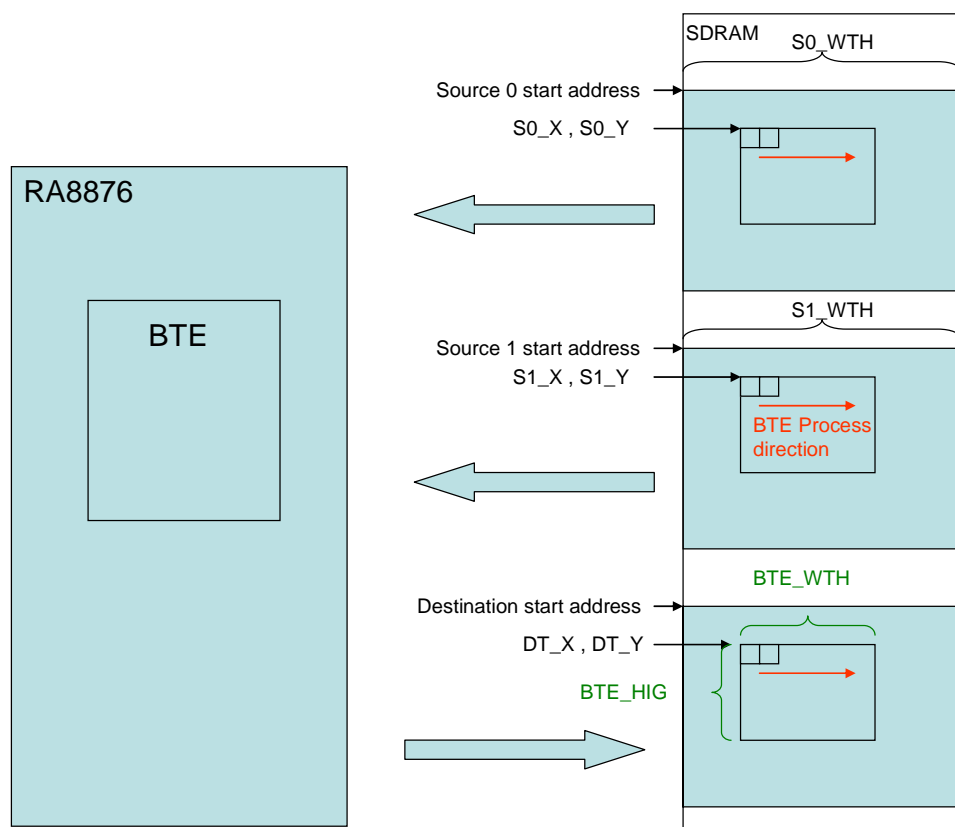 SDRAM
S0_WTH
Source 0 start address
S0_X , S0_Y
RA8876
BTE
S1_WTH
Source 1 start address
S1_X , S1_Y
BTE Process
direction
BTE_WTH
Destination start address
DT_X , DT_Y
BTE_HIG